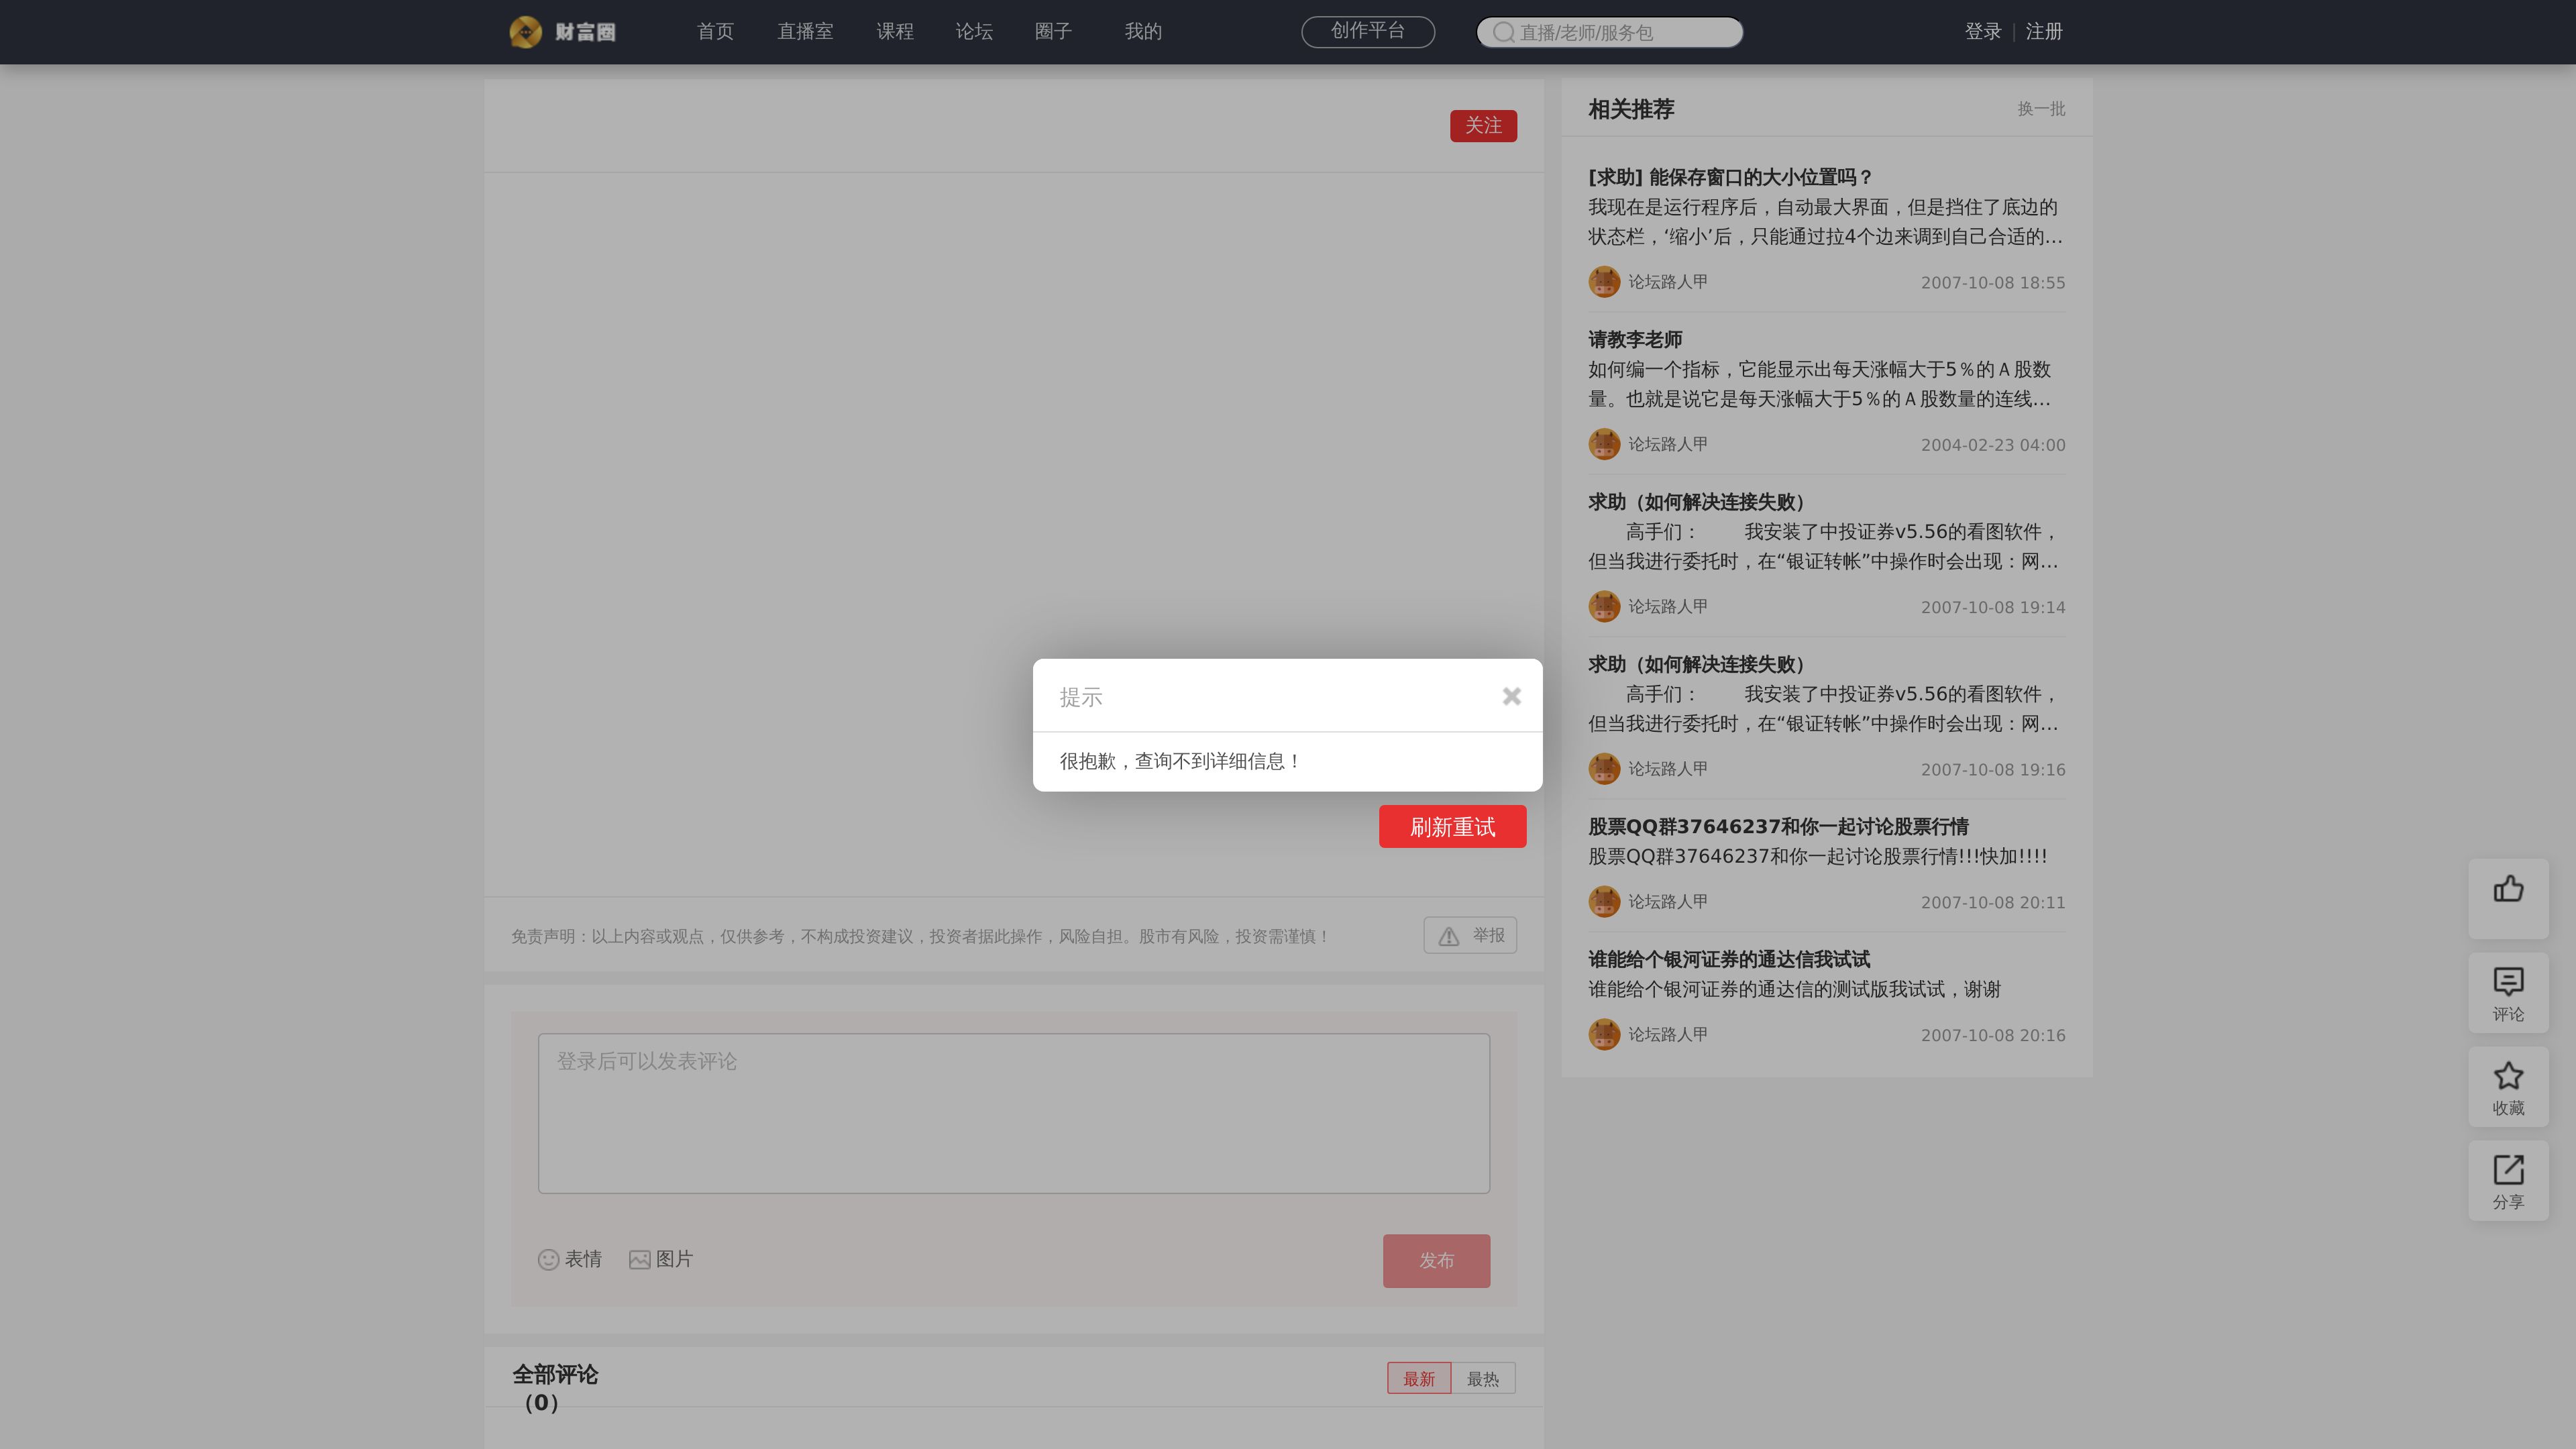 财富圈 首页 直播室 课程 论坛 圈子 我的 创作平台 直播/老师/服务包 登录 | 注册
关注
提示
很抱歉，查询不到详细信息！
刷新重试
免责声明：以上内容或观点，仅供参考，不构成投资建议，投资者据此操作，风险自担。股市有风险，投资需谨慎！ 举报
登录后可以发表评论
表情 图片 发布
全部评论
（0）
最新 最热
相关推荐 换一批
[求助] 能保存窗口的大小位置吗？
我现在是运行程序后，自动最大界面，但是挡住了底边的
状态栏，‘缩小’后，只能通过拉4个边来调到自己合适的...
论坛路人甲 2007-10-08 18:55
请教李老师
如何编一个指标，它能显示出每天涨幅大于5％的Ａ股数
量。也就是说它是每天涨幅大于5％的Ａ股数量的连线...
论坛路人甲 2004-02-23 04:00
求助（如何解决连接失败）
高手们： 我安装了中投证券v5.56的看图软件，
但当我进行委托时，在“银证转帐”中操作时会出现：网...
论坛路人甲 2007-10-08 19:14
求助（如何解决连接失败）
高手们： 我安装了中投证券v5.56的看图软件，
但当我进行委托时，在“银证转帐”中操作时会出现：网...
论坛路人甲 2007-10-08 19:16
股票QQ群37646237和你一起讨论股票行情
股票QQ群37646237和你一起讨论股票行情!!!快加!!!!
论坛路人甲 2007-10-08 20:11
谁能给个银河证券的通达信我试试
谁能给个银河证券的通达信的测试版我试试，谢谢
论坛路人甲 2007-10-08 20:16
评论
收藏
分享